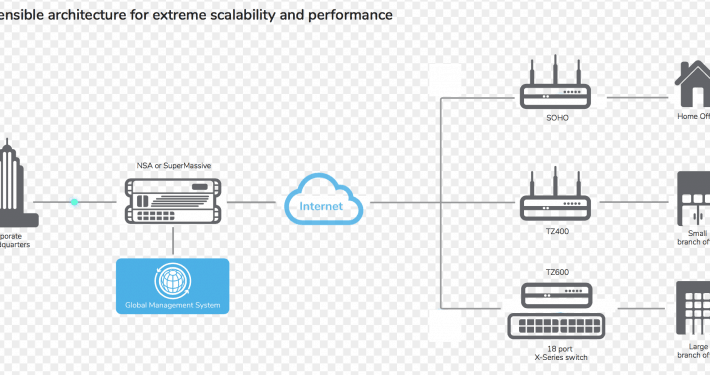 ensible architecture for extreme scalability and performance
SOHO
Home Off
NSA or SuperMassive
Internet
porate
dquarters
TZ400
Small
branch of
Global Management System
TZ600
18 port
X-Series switch
Large
branch of